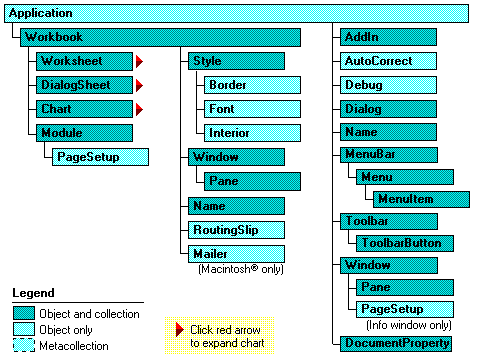 Application
Workbook
Worksheet
DialogSheet
Chart
Module
PageSetup
Style
Border
Font
Interior
Window
Pane
Name
RoutingSlip
Mailer
(Macintosh® only)
AddIn
AutoCorrect
Debug
Dialog
Name
MenuBar
Menu
MenuItem
Toolbar
ToolbarButton
Window
Pane
PageSetup
(Info window only)
DocumentProperty
Legend
Object and collection
Object only
Metacollection
Click red arrow
to expand chart